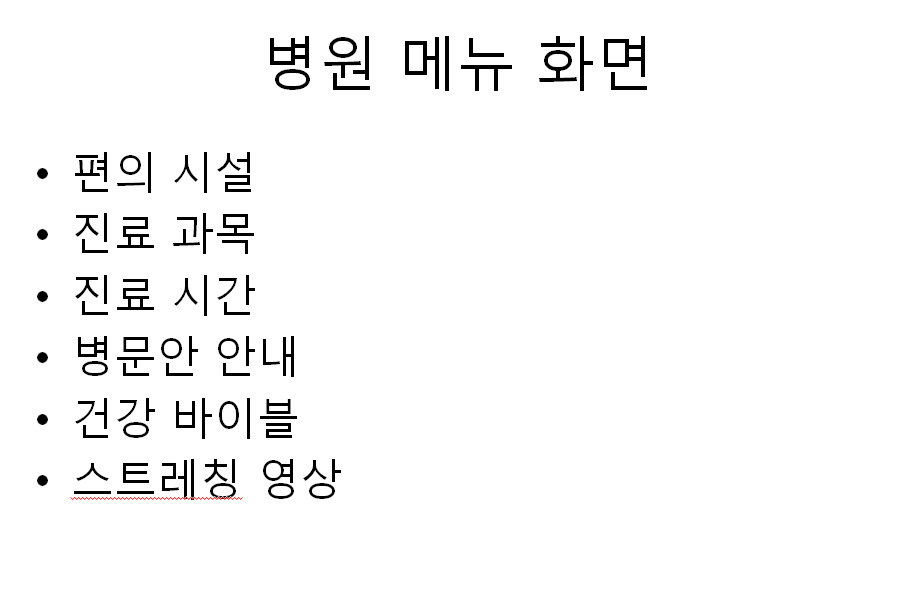 병원 메뉴 화면
• 편의 시설
• 진료 과목
• 진료 시간
• 병문안 안내
• 건강 바이블
• 스트레칭 영상